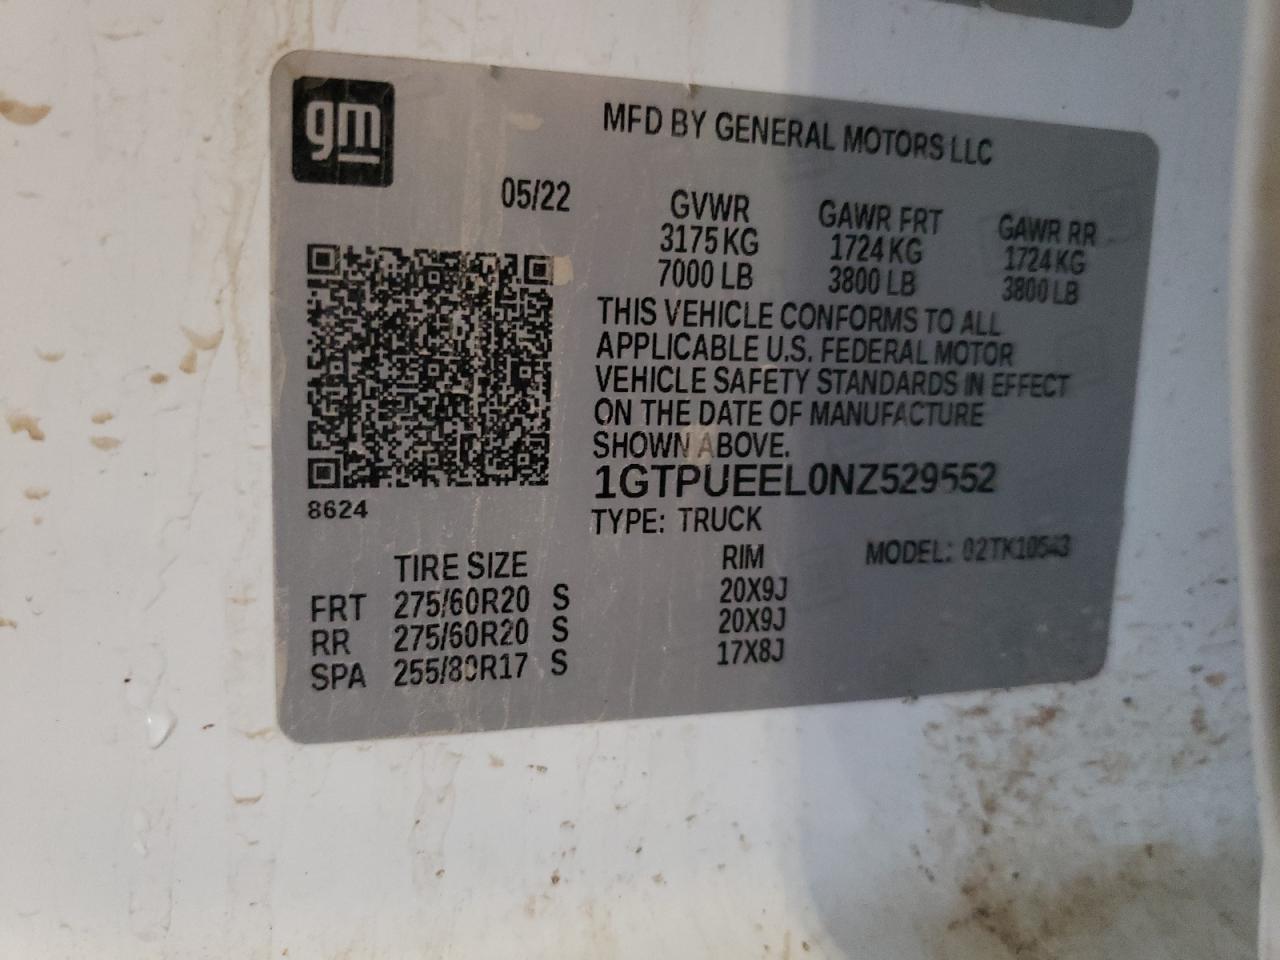 gm
MFD BY GENERAL MOTORS LLC
05/22
GVWR GAWR FRT GAWR RR
3175 KG 1724 KG 1724 KG
7000 LB 3800 LB 3800 LB
THIS VEHICLE CONFORMS TO ALL
APPLICABLE U.S. FEDERAL MOTOR
VEHICLE SAFETY STANDARDS IN EFFECT
ON THE DATE OF MANUFACTURE
SHOWN ABOVE.
1GTPUEEL0NZ529552
8624
TYPE: TRUCK
TIRE SIZE RIM MODEL: 02TK10543
FRT 275/60R20 S 20X9J
RR 275/60R20 S 20X9J
SPA 255/80R17 S 17X8J